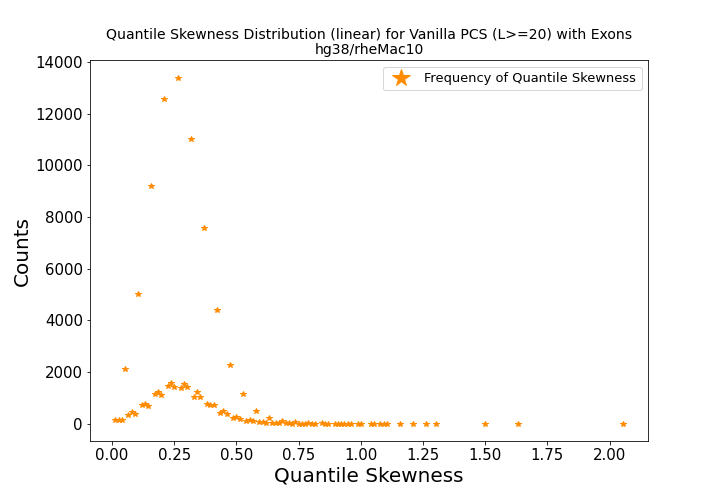 Quantile Skewness Distribution (linear) for Vanilla PCS (L>=20) with Exons
hg38/rheMac10
Frequency of Quantile Skewness
14000
12000
10000
8000
6000
4000
2000
0
Counts
0.00 0.25 0.50 0.75 1.00 1.25 1.50 1.75 2.00
Quantile Skewness